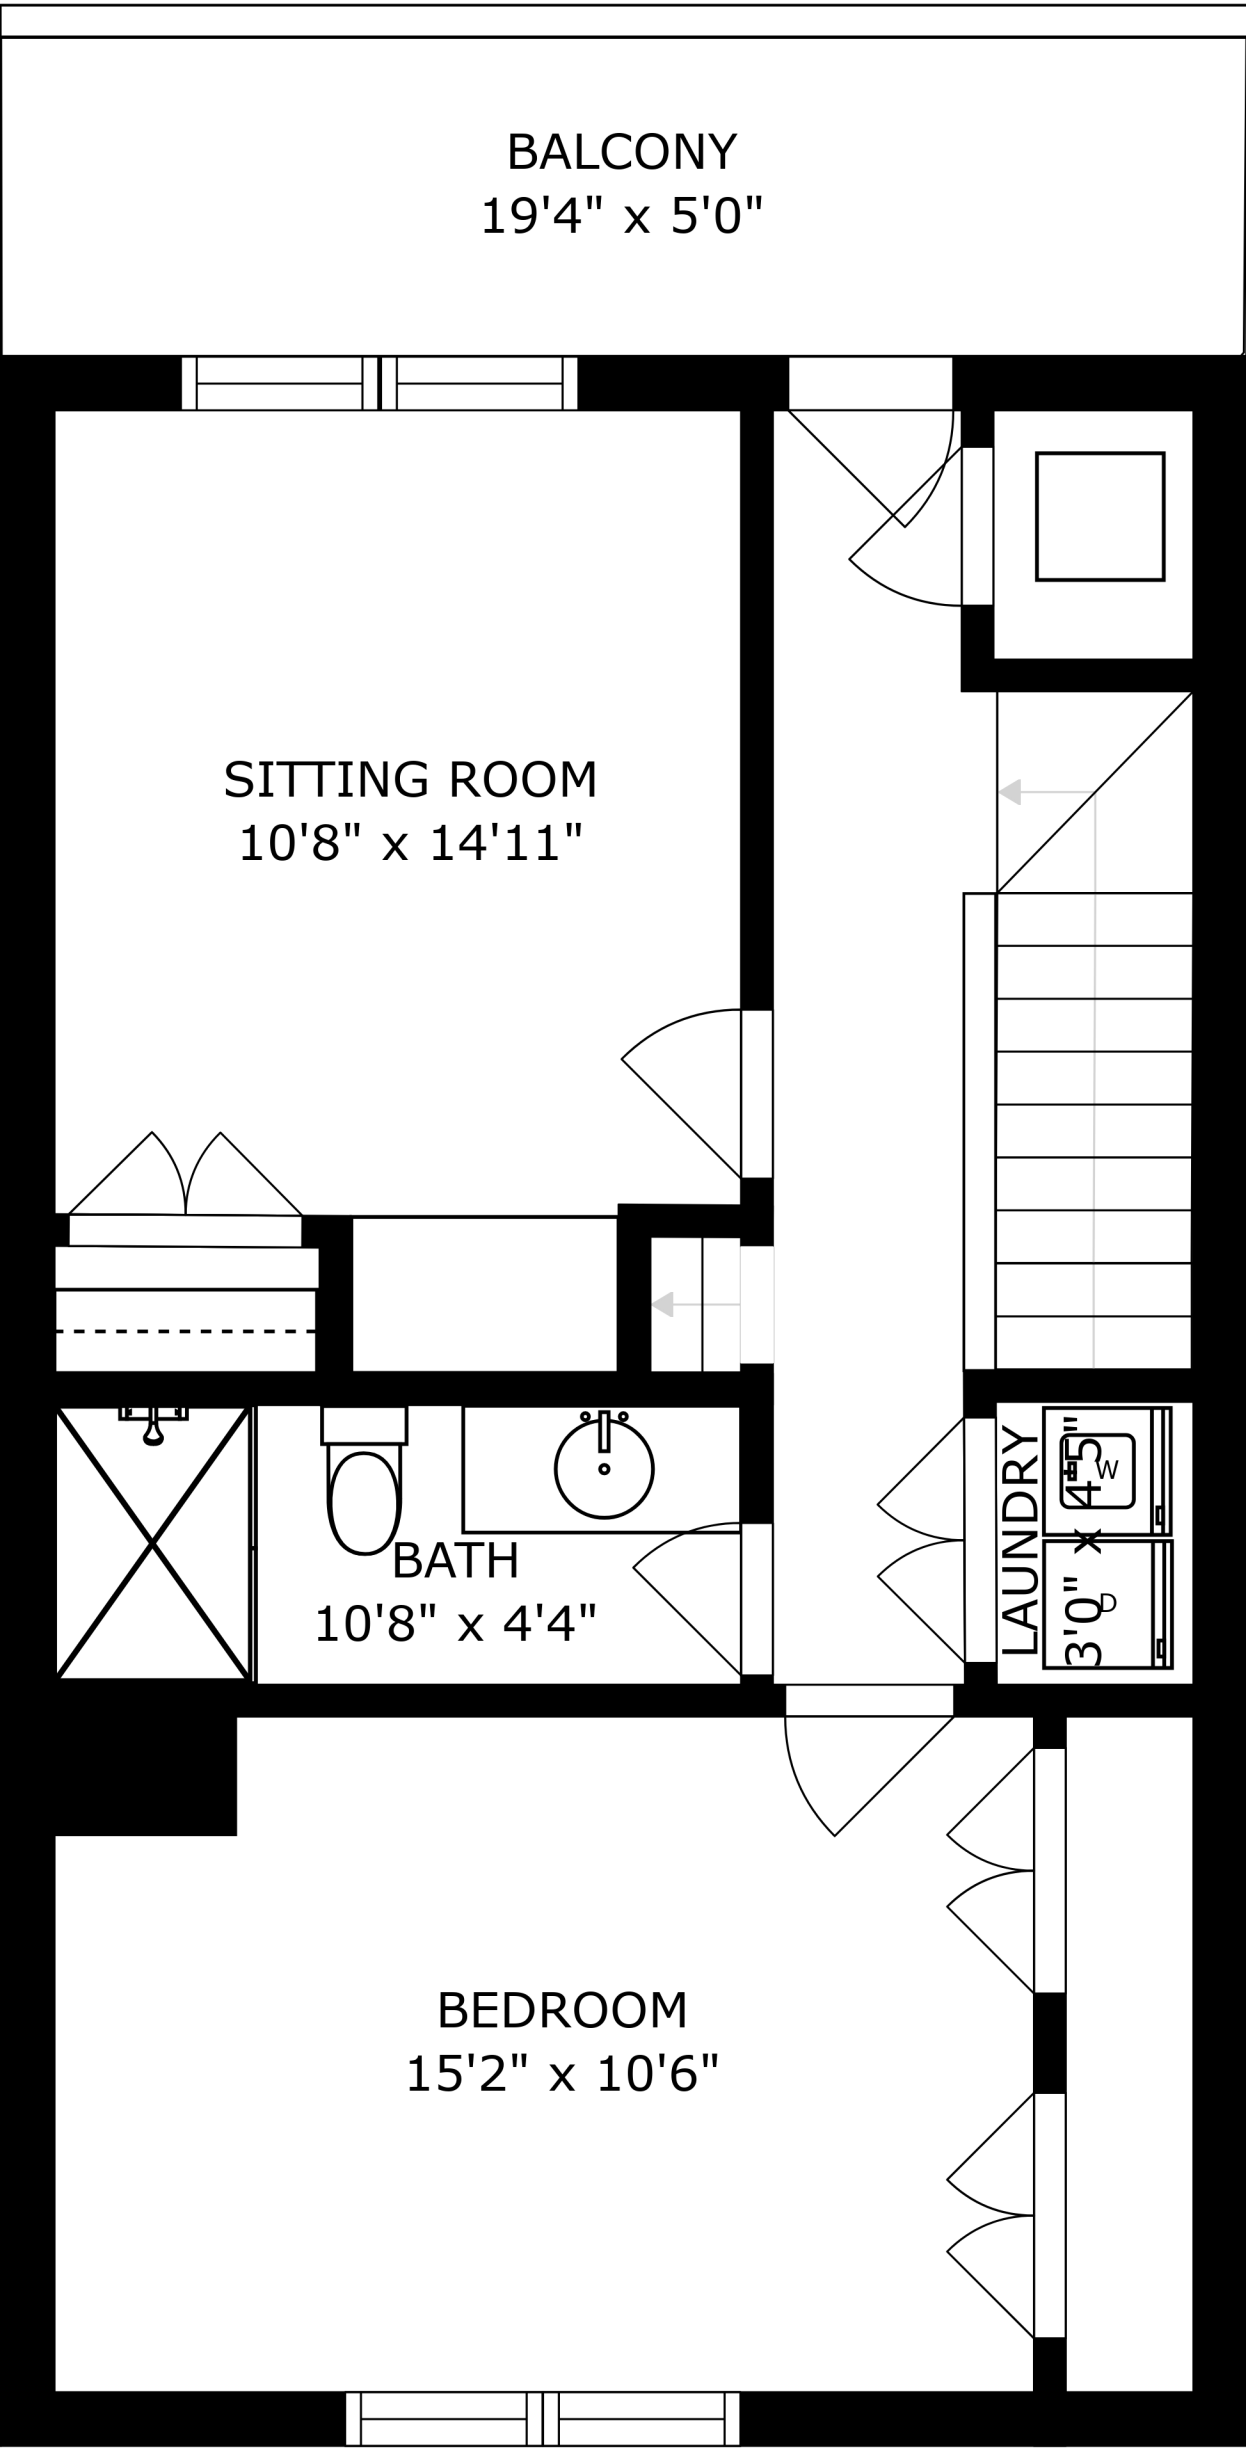 BALCONY
19'4" x 5'0"
SITTING ROOM
10'8" x 14'11"
LAUNDRY
3'0" x 4'5"
W
D
BATH
10'8" x 4'4"
BEDROOM
15'2" x 10'6"